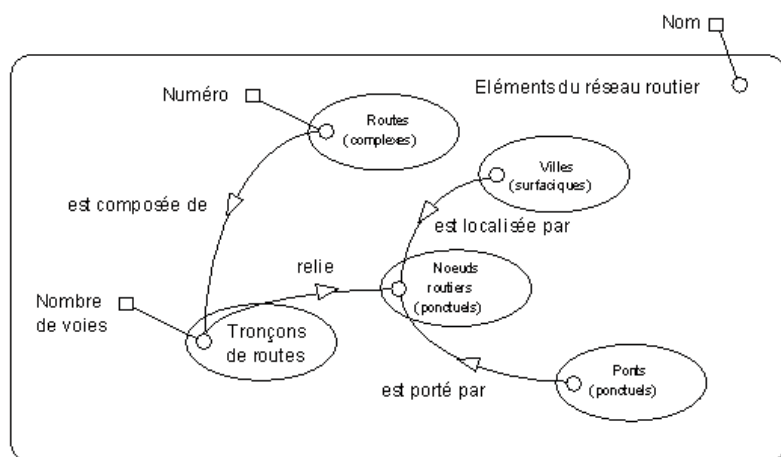 Nom
Eléments du réseau routier
Numéro
Routes
(complexes)
Villes
(surfaciques)
est composée de
est localisée par
relie
Noeuds
routiers
(ponctuels)
Nombre
de voies
Tronçons
de routes
Ponts
(ponctuels)
est porté par